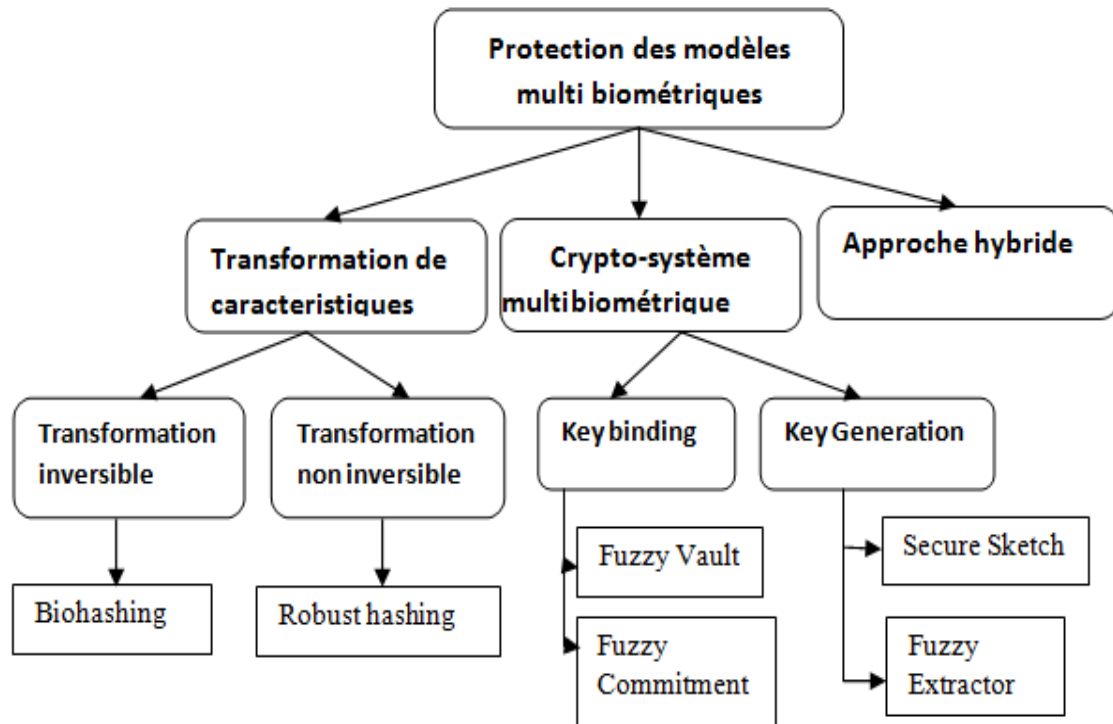 Protection des modèles
multi biométriques
Transformation de
caracteristiques
Crypto-système
multibiométrique
Approche hybride
Transformation
inversible
Transformation
non inversible
Key binding
Key Generation
Biohashing
Robust hashing
Fuzzy Vault
Fuzzy
Commitment
Secure Sketch
Fuzzy
Extractor